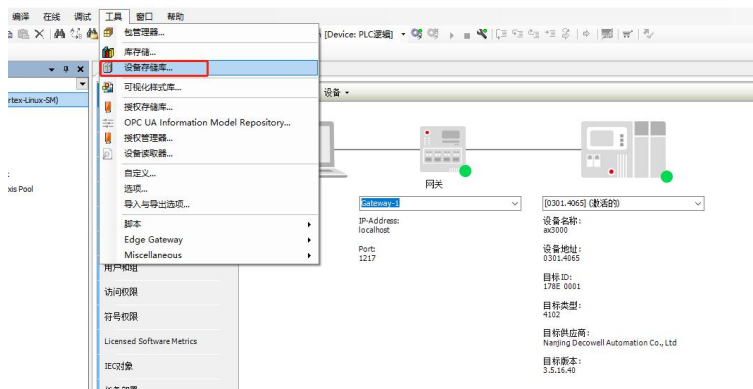 编译 在线 调试 工具 窗口 帮助
包管理器...
[Device: PLC逻辑]
库存储...
设备存储库...
设备
可视化样式库...
rtex-Linux-SM)
授权存储库...
OPC UA Information Model Repository...
授权管理器...
设备读取器...
xis Pool
自定义...
选项...
导入与导出选项...
脚本
Edge Gateway
Miscellaneous
网关
Gateway-1
[0301.4065] (激活的)
IP-Address:
localhost
设备名称:
ax3000
Port:
1217
设备地址:
0301.4065
用户和组
目标ID:
178E 0001
访问权限
目标类型:
4102
符号权限
目标供应商:
Nanjing Decowell Automation Co., Ltd
Licensed Software Metrics
目标版本:
3.5.16.40
IEC对象